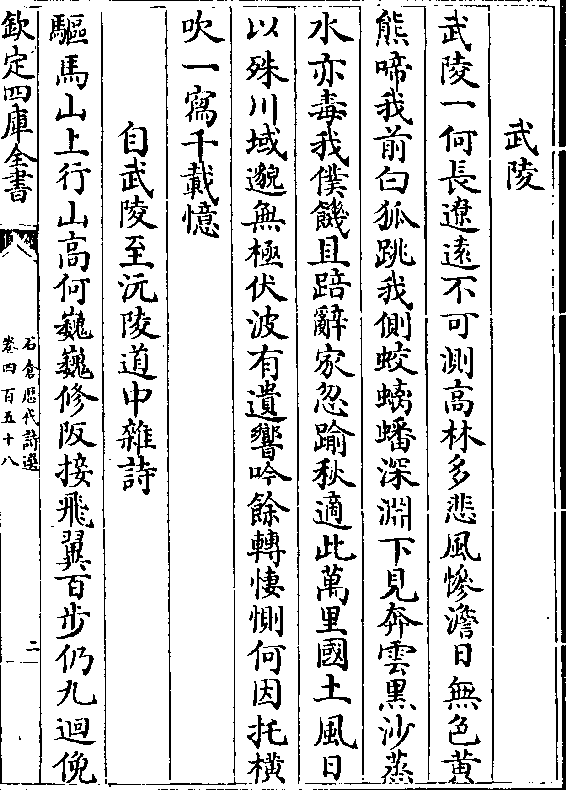 武陵
武陵一何長遼遠不可測高林多悲風慘澹日無色黄
熊啼我前白狐跳我側蛟螭蟠深淵下見奔雲黑沙蒸
水亦毒我僕饑且踣辭家忽踰秋適此萬里國土風日
以殊川域邈無極伏波有遺響吟餘轉悽惻何因托横
吹一寫千載憶
自武陵至沅陵道中雜詩
驅馬山上行山高何巍巍修阪接飛翼百步仍九迴俛
欽定四庫全書
石倉歷代詩選
卷四百五十八
二